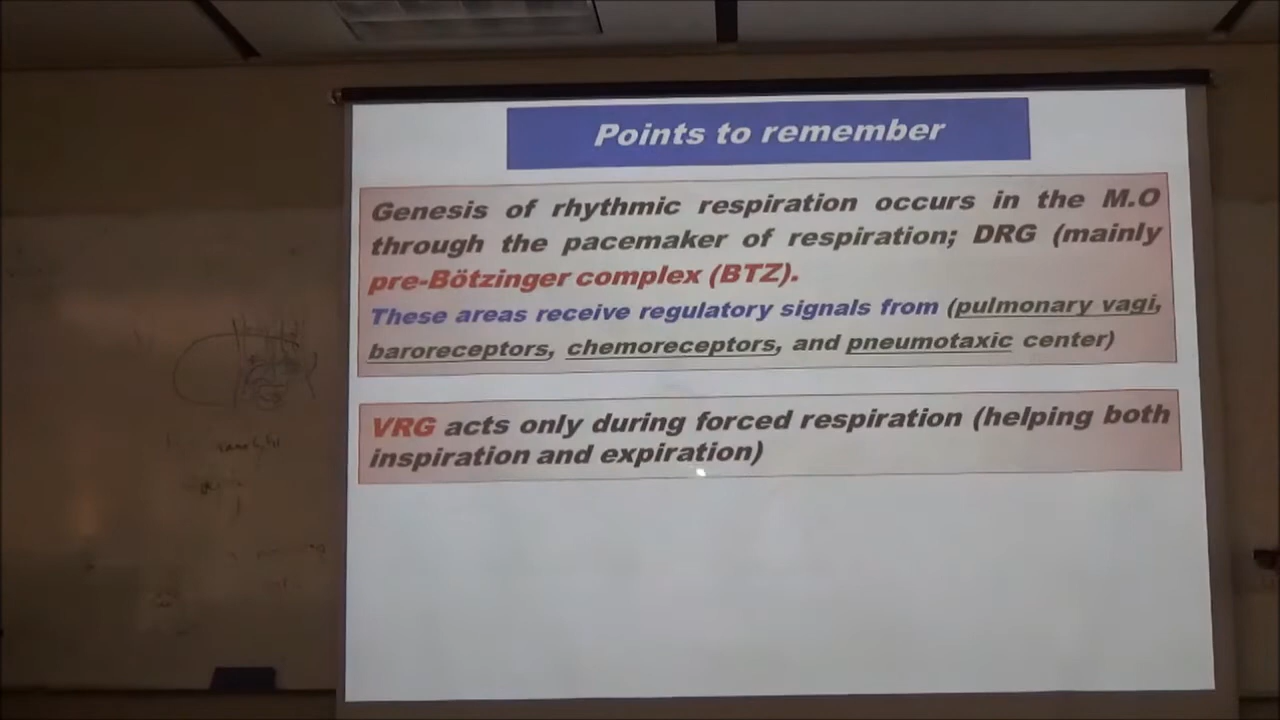 Points to remember
Genesis of rhythmic respiration occurs in the M.O
through the pacemaker of respiration; DRG (mainly
pre-Bötzinger complex (BTZ).
These areas receive regulatory signals from (pulmonary vagi,
baroreceptors, chemoreceptors, and pneumotaxic center)
VRG acts only during forced respiration (helping both
inspiration and expiration)